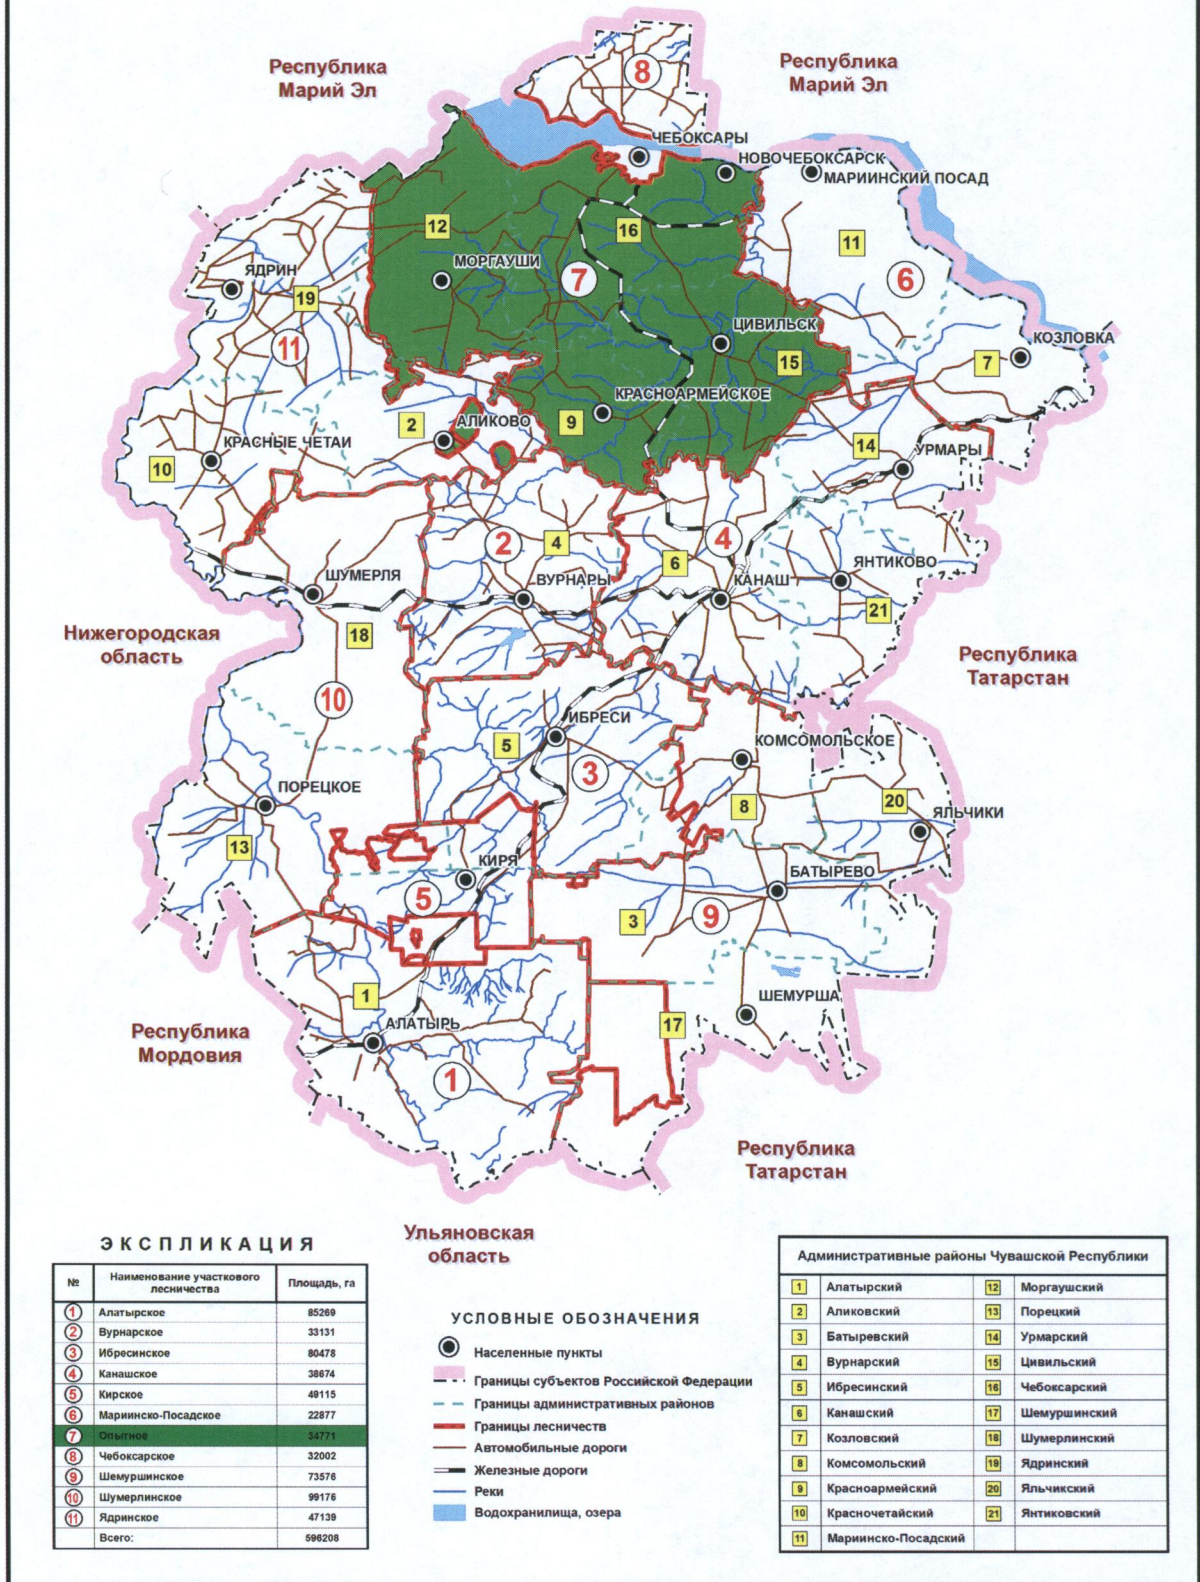 Республика
Марий Эл
Республика
Марий Эл
8
ЧЕБОКСАРЫ
НОВОЧЕБОКСАРСК
МАРИИНСКИЙ ПОСАД
12
16
11
МОРГАУШИ
7
6
ЯДРИН
19
ЦИВИЛЬСК
КОЗЛОВКА
11
15
7
КРАСНОАРМЕЙСКОЕ
2
АЛИКОВО
9
КРАСНЫЕ ЧЕТАИ
14
УРМАРЫ
10
2
4
4
6
ЯНТИКОВО
ШУМЕРЛЯ
ВУРНАРЫ
КАНАШ
21
Нижегородская
область
18
Республика
Татарстан
10
ИБРЕСИ
5
КОМСОМОЛЬСКОЕ
3
ПОРЕЦКОЕ
8
20
ЯЛЬЧИКИ
13
КИРЯ
БАТЫРЕВО
5
3
9
1
ШЕМУРША
Республика
Мордовия
АЛАТЫРЬ
17
1
Республика
Татарстан
Ульяновская
область
ЭКСПЛИКАЦИЯ
№ Наименование участкового лесничества Площадь, га
1 Алатырское 85269
2 Вурнарское 33131
3 Ибресинское 80478
4 Канашское 38674
5 Кирское 49115
6 Мариинско-Посадское 22877
7 Опытное 34771
8 Чебоксарское 32002
9 Шемуршинское 73576
10 Шумерлинское 99176
11 Ядринское 47139
Всего: 596208
УСЛОВНЫЕ ОБОЗНАЧЕНИЯ
Населенные пункты
Границы субъектов Российской Федерации
Границы административных районов
Границы лесничеств
Автомобильные дороги
Железные дороги
Реки
Водохранилища, озера
Административные районы Чувашской Республики
1 Алатырский 12 Моргаушский
2 Аликовский 13 Порецкий
3 Батыревский 14 Урмарский
4 Вурнарский 15 Цивильский
5 Ибресинский 16 Чебоксарский
6 Канашский 17 Шемуршинский
7 Козловский 18 Шумерлинский
8 Комсомольский 19 Ядринский
9 Красноармейский 20 Яльчикский
10 Красночетайский 21 Янтиковский
11 Мариинско-Посадский